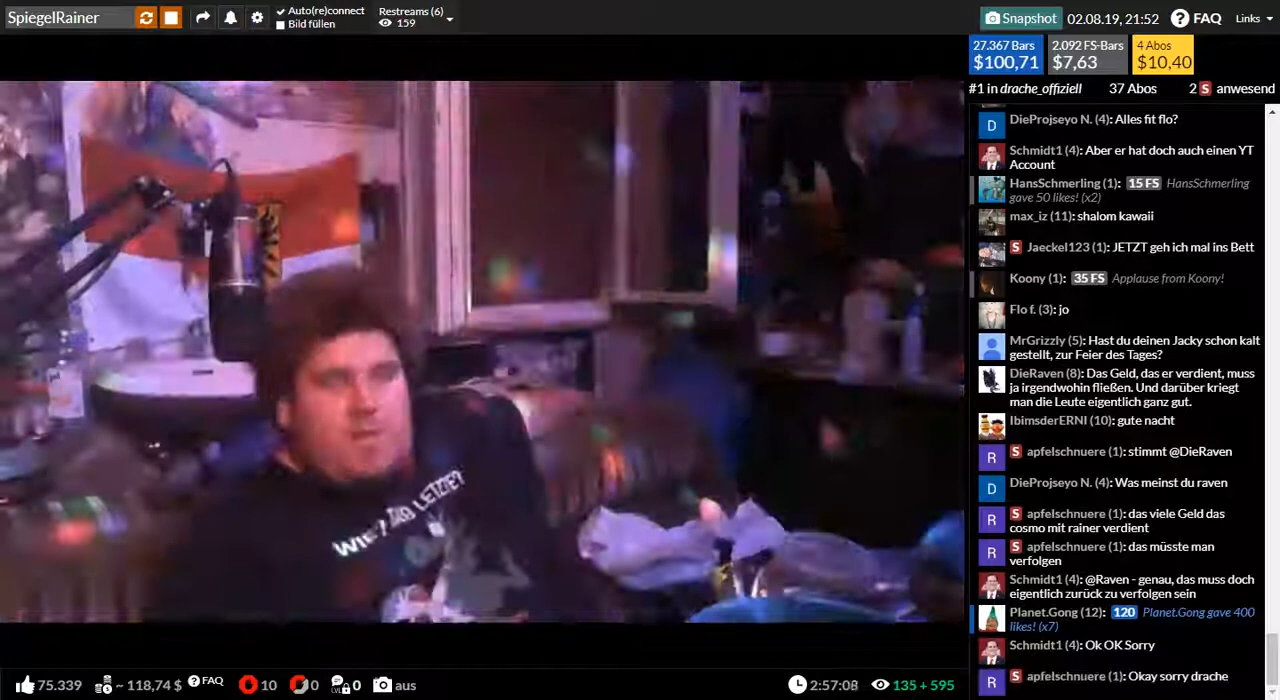 SpiegelRainer
Auto(re)connect
Bild füllen
Restreams (6)
159
Snapshot
02.08.19, 21:52
FAQ
Links
27.367 Bars
$100,71
2.092 FS-Bars
$7,63
4 Abos
$10,40
#1 in drache_offiziell
37 Abos
2 S anwesend
D
DieProjseyo N. (4): Alles fit flo?
Schmidt1 (4): Aber er hat doch auch einen YT
Account
HansSchmerling (1): 15 FS HansSchmerling
gave 50 likes! (x2)
max_iz (11): shalom kawaii
S Jaeckel123 (1): JETZT geh ich mal ins Bett
Koony (1): 35 FS Applause from Koony!
Flo f. (3): jo
MrGrizzly (5): Hast du deinen Jacky schon kalt
gestellt, zur Feier des Tages?
DieRaven (8): Das Geld, das er verdient, muss
ja irgendwohin fließen. Und darüber kriegt
man die Leute eigentlich ganz gut.
IbimsderERNI (10): gute nacht
R
S apfelschnuere (1): stimmt @DieRaven
D
DieProjseyo N. (4): Was meinst du raven
R
S apfelschnuere (1): das viele Geld das
cosmo mit rainer verdient
R
S apfelschnuere (1): das müsste man
verfolgen
Schmidt1 (4): @Raven - genau, das muss doch
eigentlich zurück zu verfolgen sein
Planet.Gong (12): 120 Planet.Gong gave 400
likes! (x7)
Schmidt1 (4): Ok OK Sorry
R
S apfelschnuere (1): Okay sorry drache
WIE? DAS LETZTE?
75.339
~ 118,74 $
FAQ
10
0
LVL
0
aus
2:57:08
135 + 595